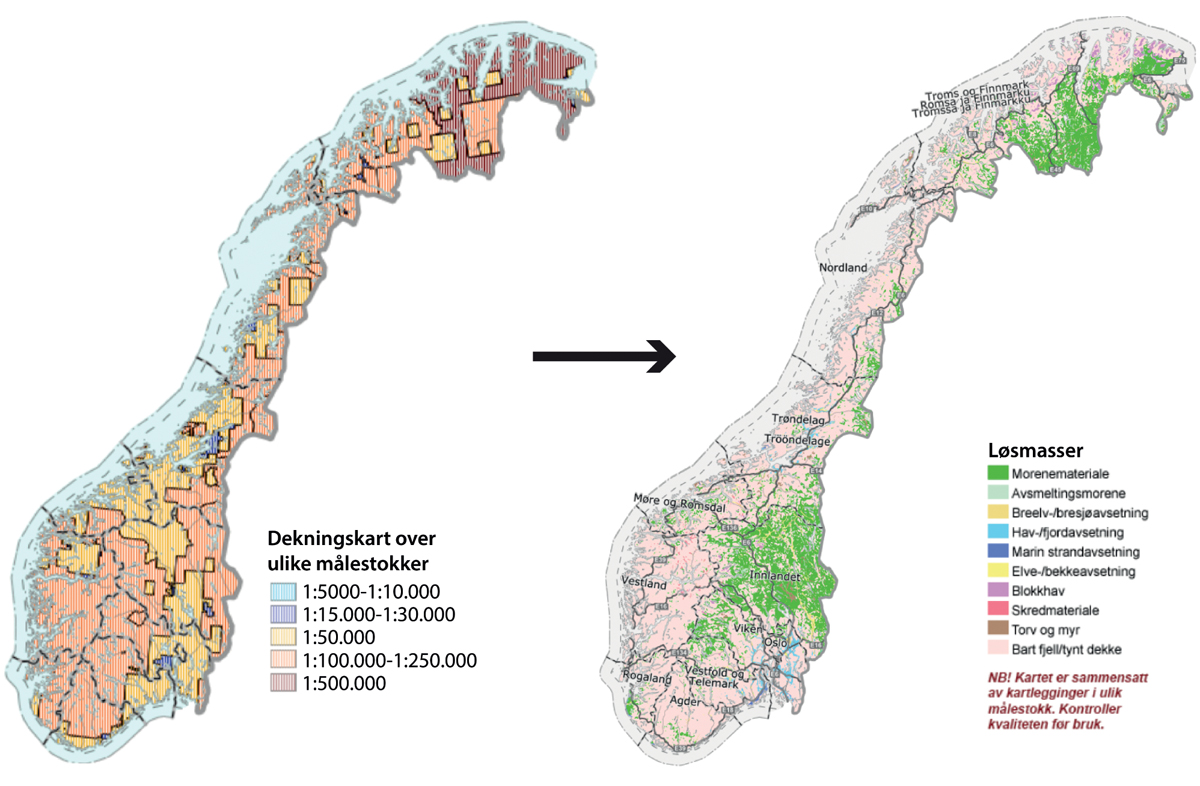 Dekningskart over
ulike målestokker
1:5000-1:10.000
1:15.000-1:30.000
1:50.000
1:100.000-1:250.000
1:500.000
Troms og Finnmark
Romsa ja Finnmárku
Tromssa ja Finmarkku
Nordland
Trøndelag
Trööndelage
Møre og Romsdal
Innlandet
Vestland
Viken
Oslo
Vestfold og
Telemark
Rogaland
Agder
Løsmasser
Morenemateriale
Avsmeltingsmorene
Breelv-/bresjøavsetning
Hav-/fjordavsetning
Marin strandavsetning
Elve-/bekkeavsetning
Blokkhav
Skredmateriale
Torv og myr
Bart fjell/tynt dekke
NB! Kartet er sammensatt
av kartlegginger i ulik
målestokk. Kontroller
kvaliteten før bruk.